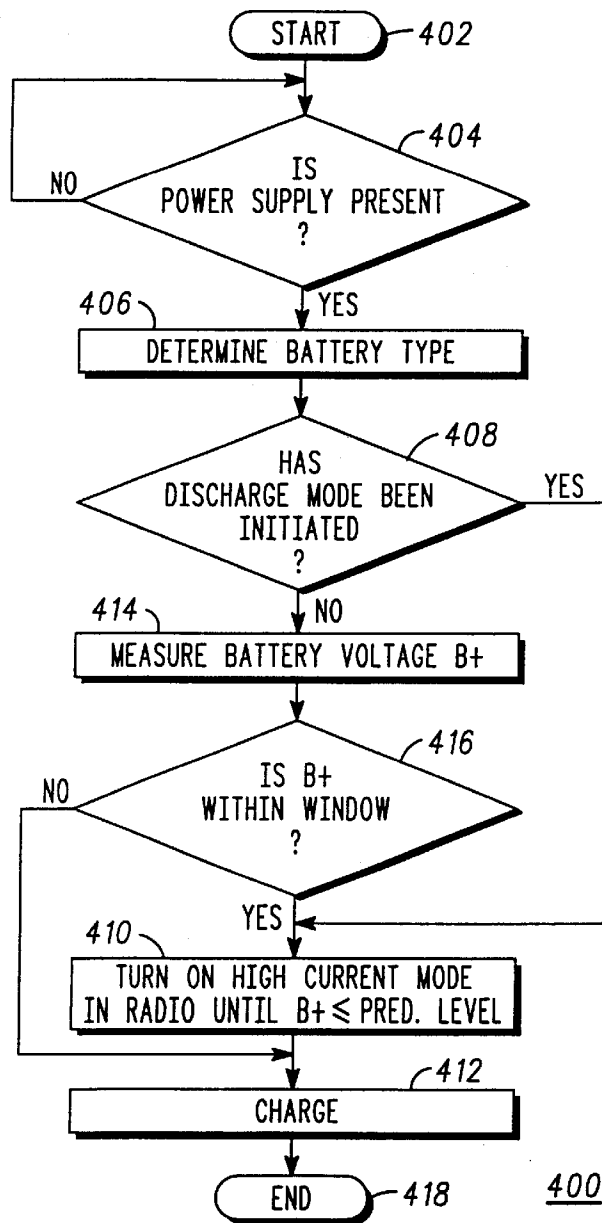 START
402
404
IS
POWER SUPPLY PRESENT
?
NO
YES
406
DETERMINE BATTERY TYPE
408
HAS
DISCHARGE MODE BEEN
INITIATED
?
YES
NO
414
MEASURE BATTERY VOLTAGE B+
416
IS B+
WITHIN WINDOW
?
NO
YES
410
TURN ON HIGH CURRENT MODE
IN RADIO UNTIL B+ ≤ PRED. LEVEL
412
CHARGE
END
418
400